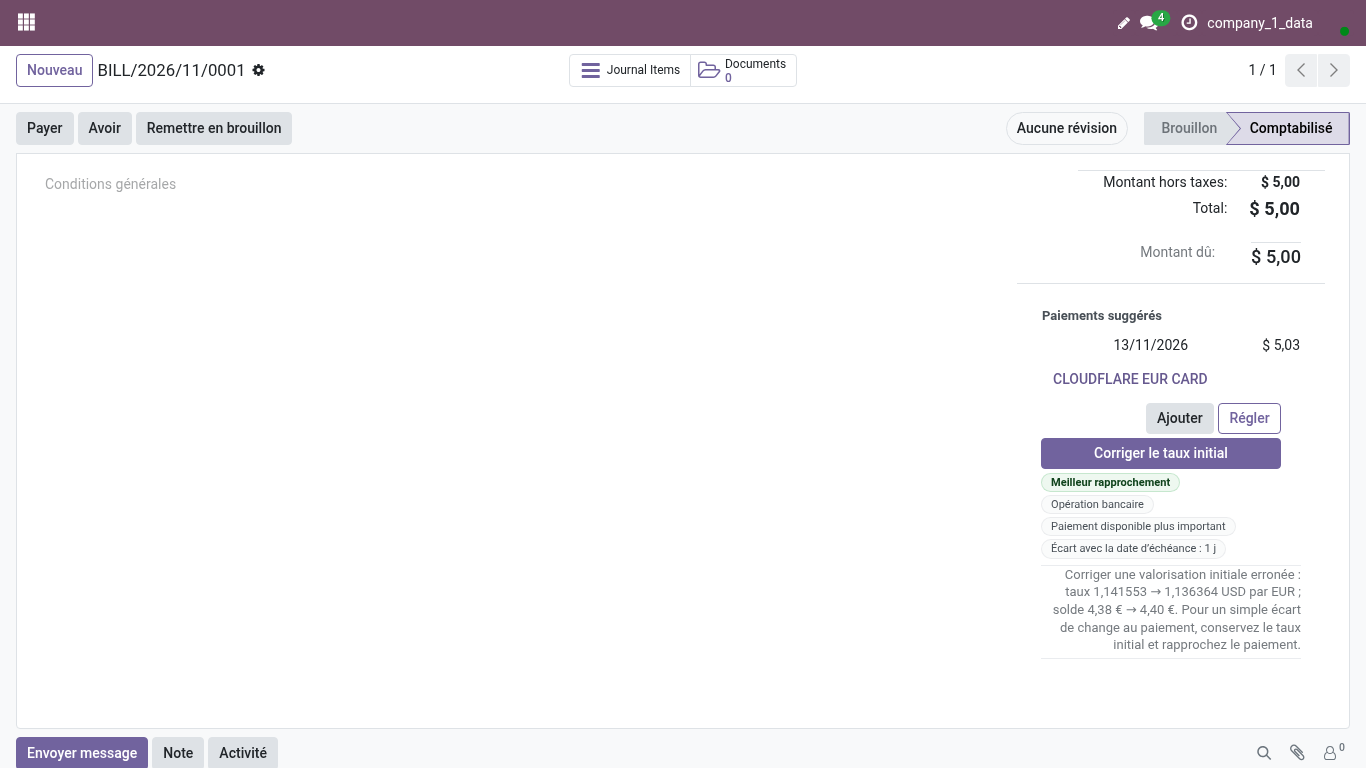 4
company_1_data
Nouveau
BILL/2026/11/0001
Journal Items
Documents
0
1 / 1
Payer
Avoir
Remettre en brouillon
Aucune révision
Brouillon
Comptabilisé
Conditions générales
Montant hors taxes: $ 5,00
Total: $ 5,00
Montant dû: $ 5,00
Paiements suggérés
13/11/2026 $ 5,03
CLOUDFLARE EUR CARD
Ajouter
Régler
Corriger le taux initial
Meilleur rapprochement
Opération bancaire
Paiement disponible plus important
Écart avec la date d’échéance : 1 j
Corriger une valorisation initiale erronée :
taux 1,141553 → 1,136364 USD par EUR ;
solde 4,38 € → 4,40 €. Pour un simple écart
de change au paiement, conservez le taux
initial et rapprochez le paiement.
Envoyer message
Note
Activité
0